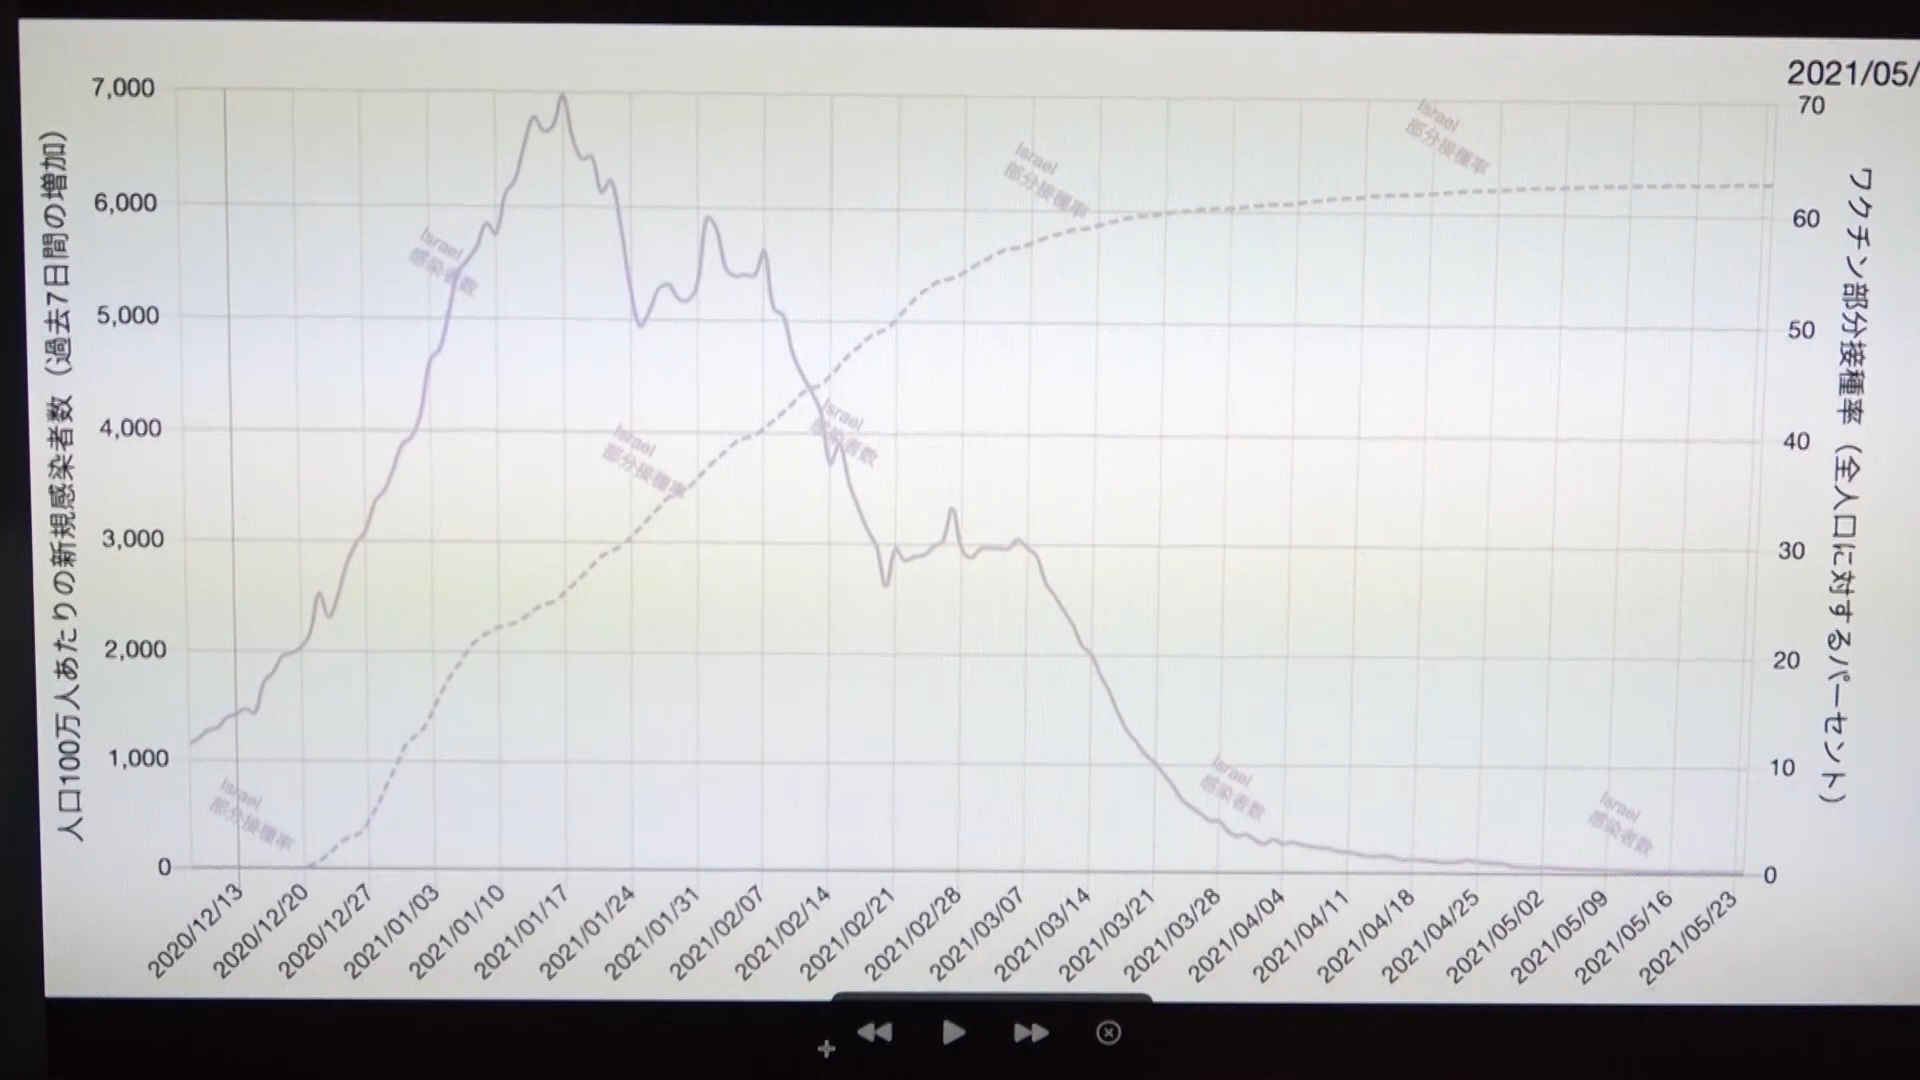 2021/05/
7,000
6,000
5,000
4,000
3,000
2,000
1,000
0
人口100万人あたりの新規感染者数（過去7日間の増加）
70
60
50
40
30
20
10
0
ワクチン部分接種率（全人口に対するパーセント）
Israel
部分接種率
Israel
部分接種率
Israel
感染者数
Israel
感染者数
Israel
部分接種率
Israel
感染者数
Israel
部分接種率
Israel
感染者数
2020/12/13
2020/12/20
2020/12/27
2021/01/03
2021/01/10
2021/01/17
2021/01/24
2021/01/31
2021/02/07
2021/02/14
2021/02/21
2021/02/28
2021/03/07
2021/03/14
2021/03/21
2021/03/28
2021/04/04
2021/04/11
2021/04/18
2021/04/25
2021/05/02
2021/05/09
2021/05/16
2021/05/23